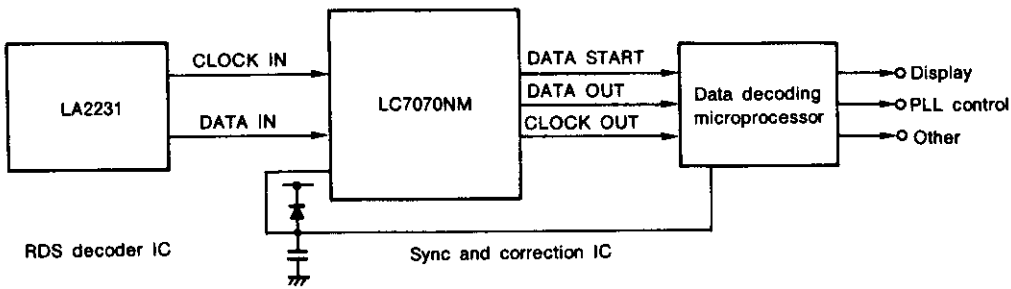 CLOCK IN
DATA IN
LA2231
LC7070NM
DATA START
DATA OUT
CLOCK OUT
Data decoding
microprocessor
Display
PLL control
Other
RDS decoder IC
Sync and correction IC